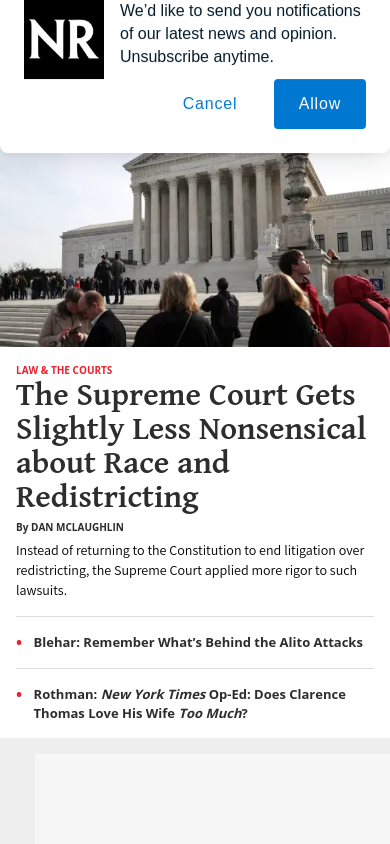 NR
We’d like to send you notifications
of our latest news and opinion.
Unsubscribe anytime.
Cancel
Allow
LAW & THE COURTS
The Supreme Court Gets
Slightly Less Nonsensical
about Race and
Redistricting
By DAN MCLAUGHLIN
Instead of returning to the Constitution to end litigation over
redistricting, the Supreme Court applied more rigor to such
lawsuits.
• Blehar: Remember What’s Behind the Alito Attacks
• Rothman: New York Times Op-Ed: Does Clarence
Thomas Love His Wife Too Much?